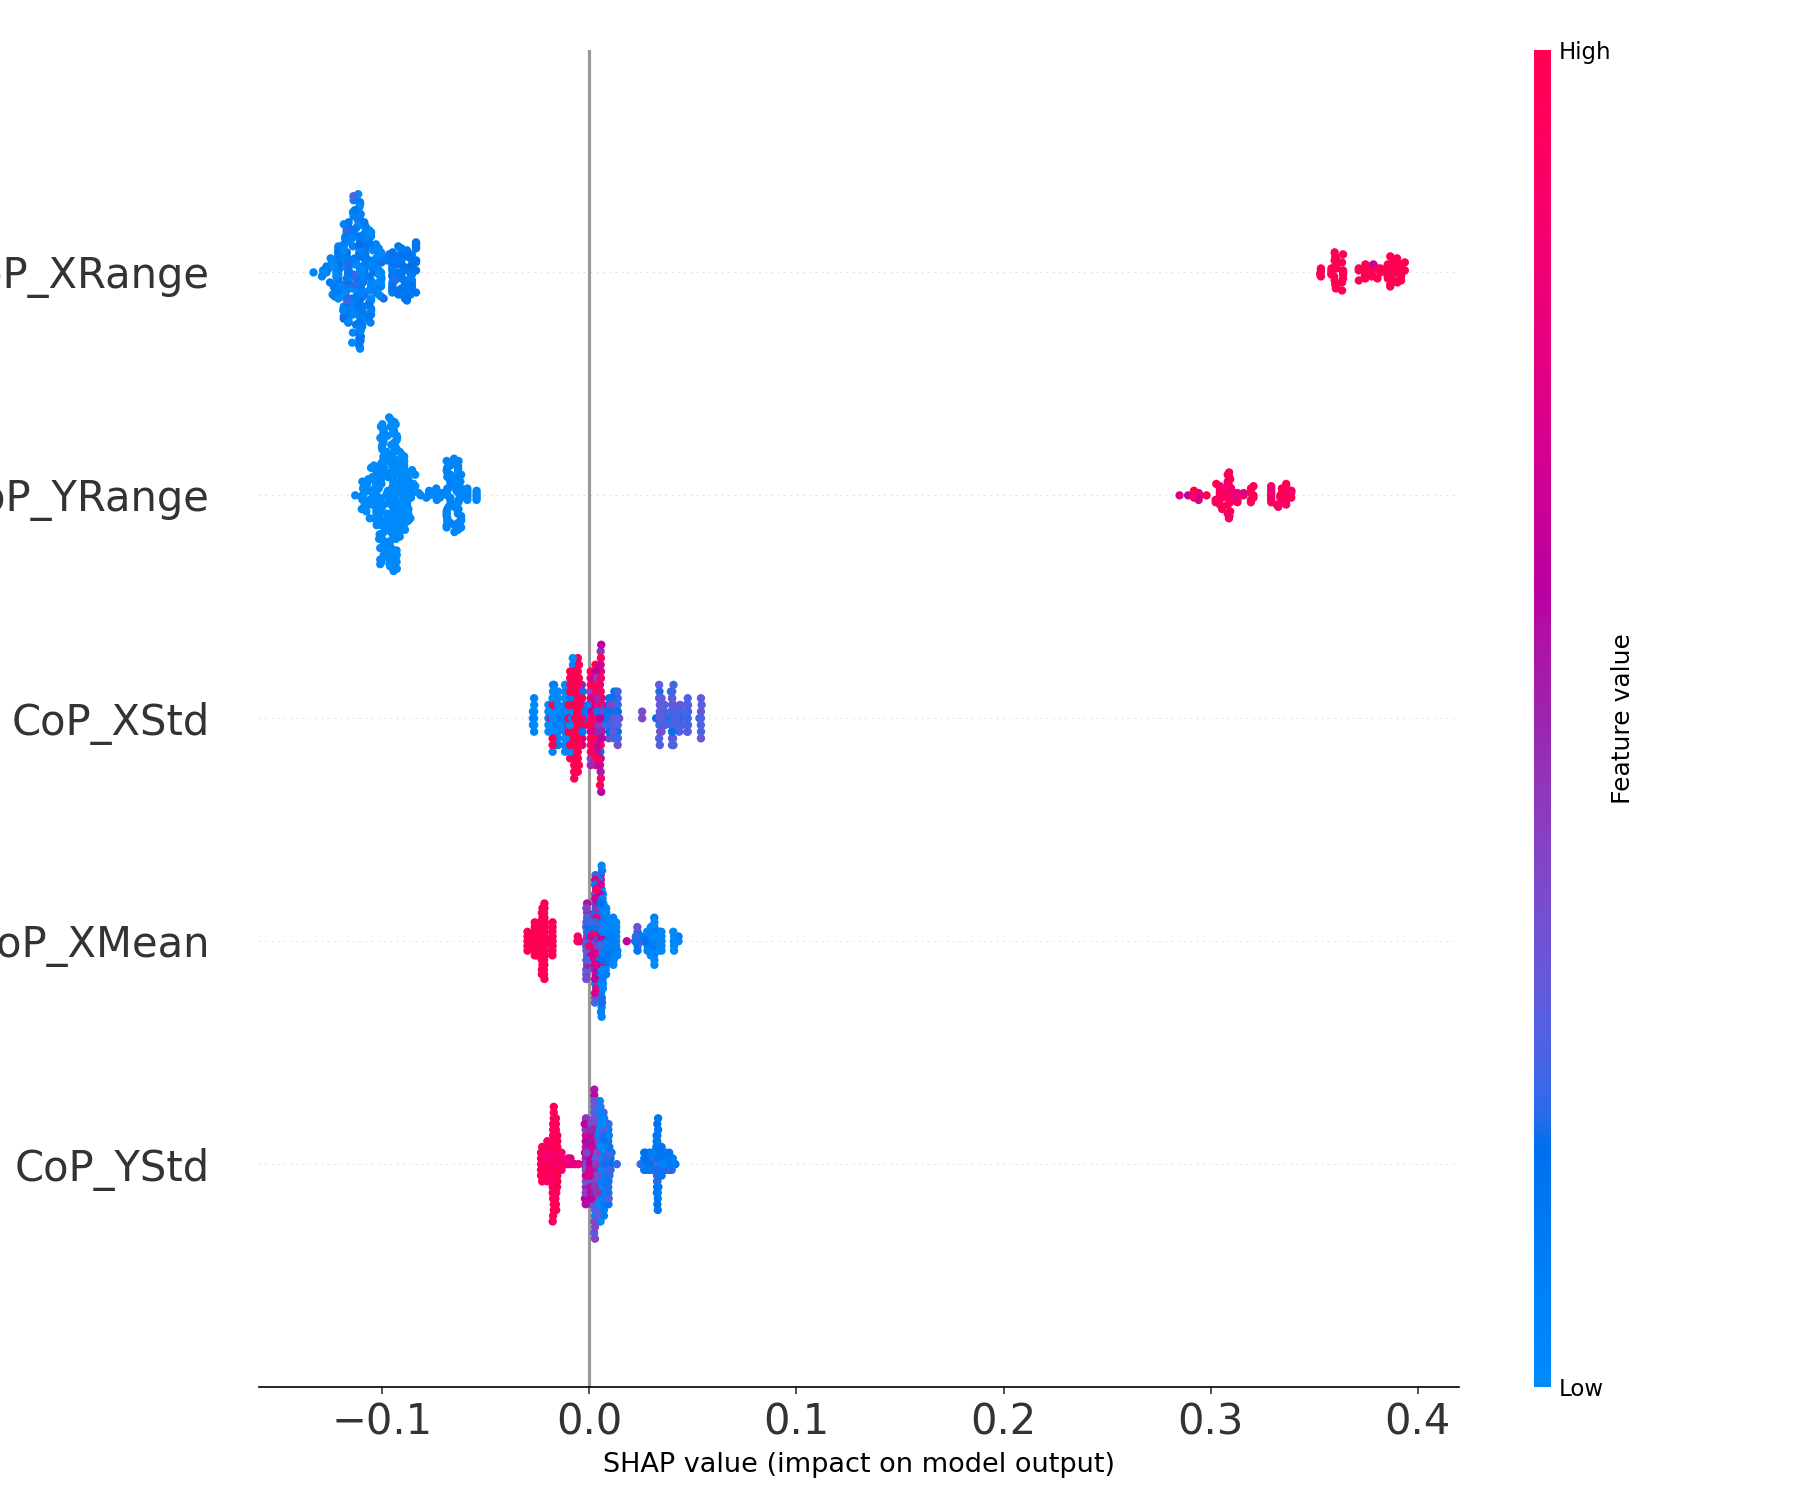 High
oP_XRange
oP_YRange
CoP_XStd
oP_XMean
CoP_YStd
Feature value
Low
−0.1 0.0 0.1 0.2 0.3 0.4
SHAP value (impact on model output)